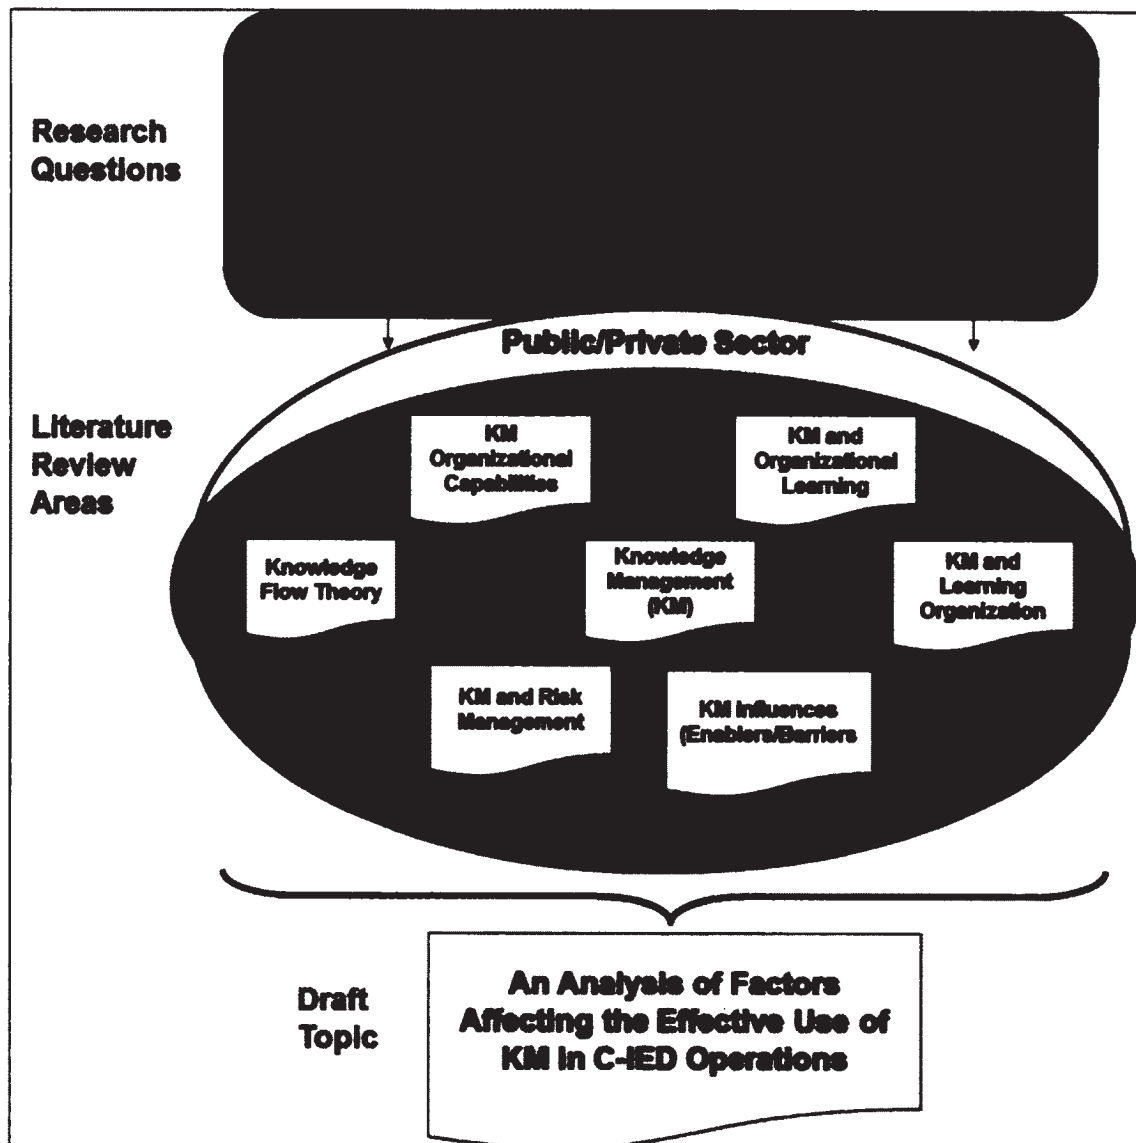 Research
Questions
Public/Private Sector
Literature
Review
Areas
KM
Organizational
Capabilities
KM and
Organizational
Learning
Knowledge
Flow Theory
Knowledge
Management
(KM)
KM and
Learning
Organization
KM and Risk
Management
KM Influences
(Enablers/Barriers
Draft
Topic
An Analysis of Factors
Affecting the Effective Use of
KM in C-IED Operations